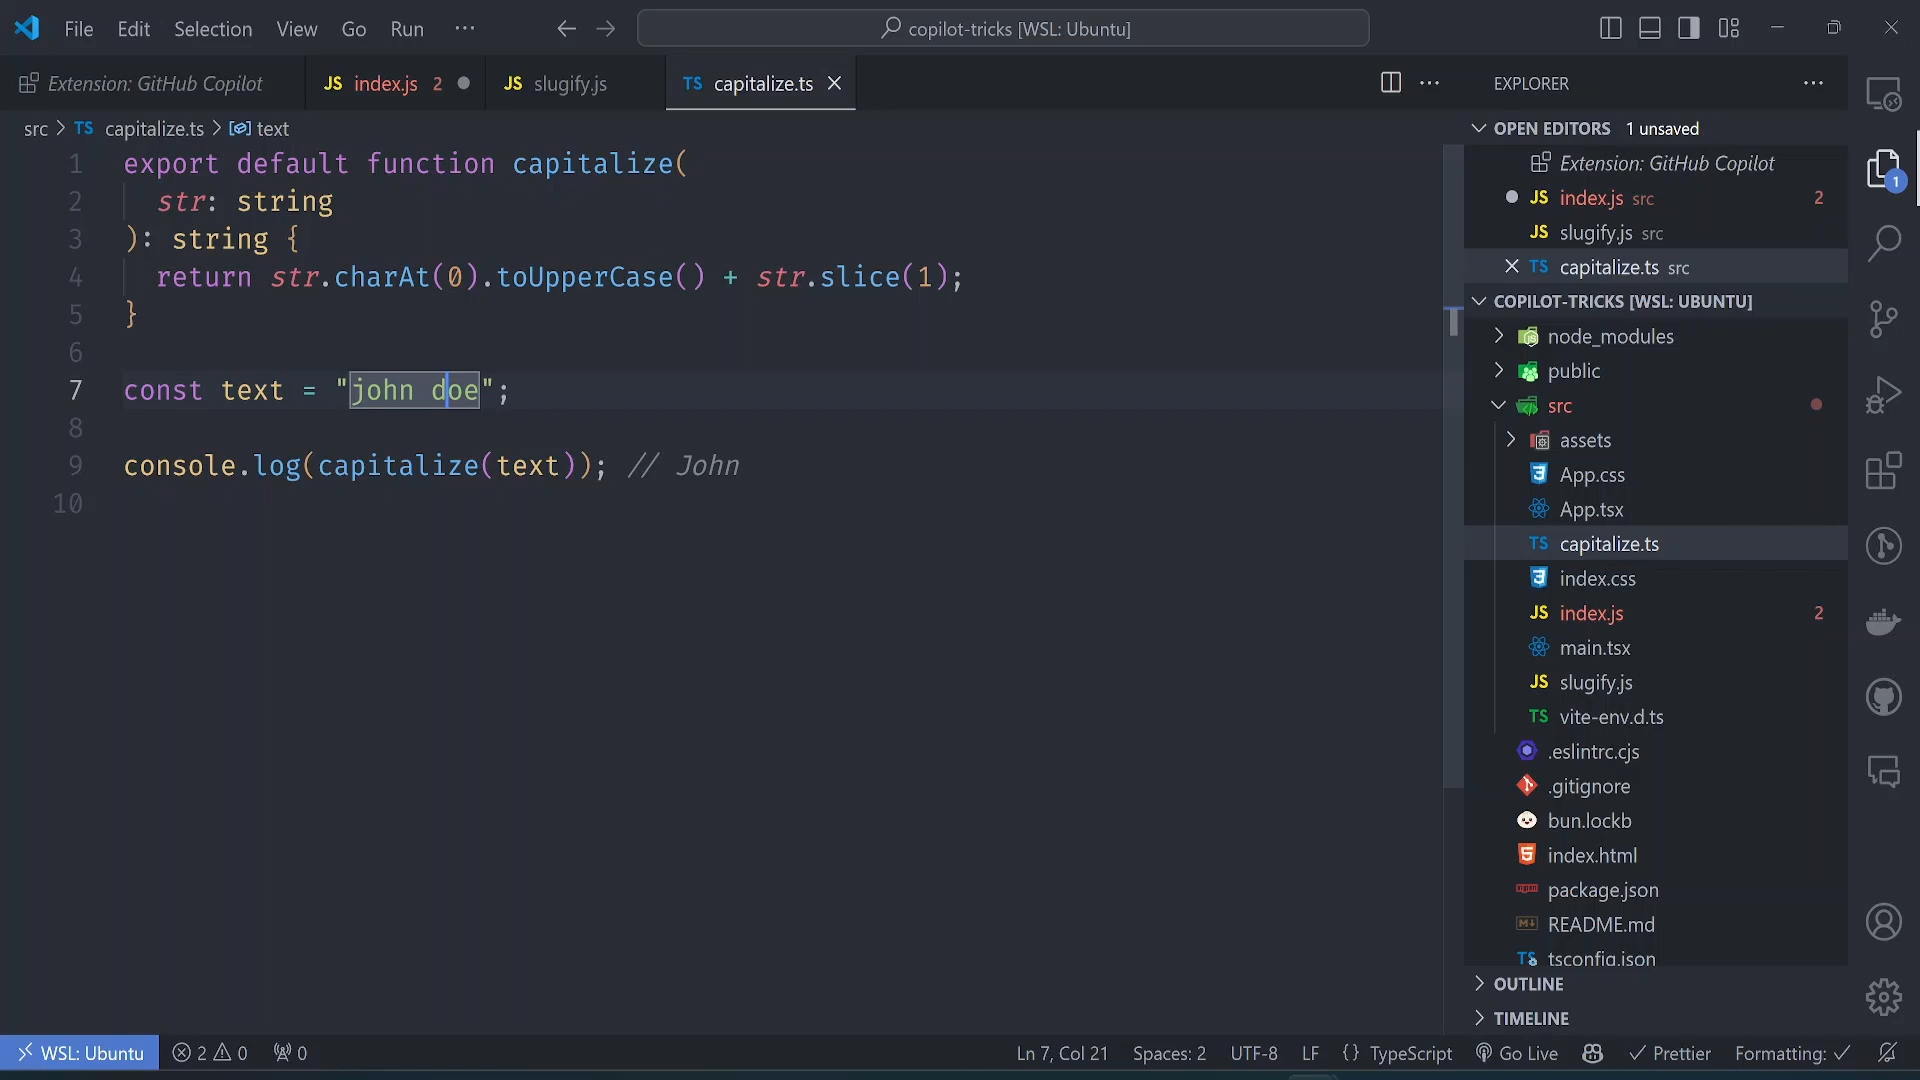 File Edit Selection View Go Run ···
copilot-tricks [WSL: Ubuntu]
Extension: GitHub Copilot
JS index.js 2
JS slugify.js
TS capitalize.ts
src > TS capitalize.ts > text
1 export default function capitalize(
2 str: string
3 ): string {
4 return str.charAt(0).toUpperCase() + str.slice(1);
5 }
6
7 const text = "john doe";
8
9 console.log(capitalize(text)); // John
10
EXPLORER
OPEN EDITORS 1 unsaved
Extension: GitHub Copilot
JS index.js src 2
JS slugify.js src
TS capitalize.ts src
COPILOT-TRICKS [WSL: UBUNTU]
node_modules
public
src
assets
App.css
App.tsx
TS capitalize.ts
index.css
JS index.js 2
main.tsx
JS slugify.js
TS vite-env.d.ts
.eslintrc.cjs
.gitignore
bun.lockb
index.html
package.json
README.md
tsconfig.json
OUTLINE
TIMELINE
1
WSL: Ubuntu
2 0
0
Ln 7, Col 21
Spaces: 2
UTF-8
LF
{} TypeScript
Go Live
Prettier
Formatting: ✓